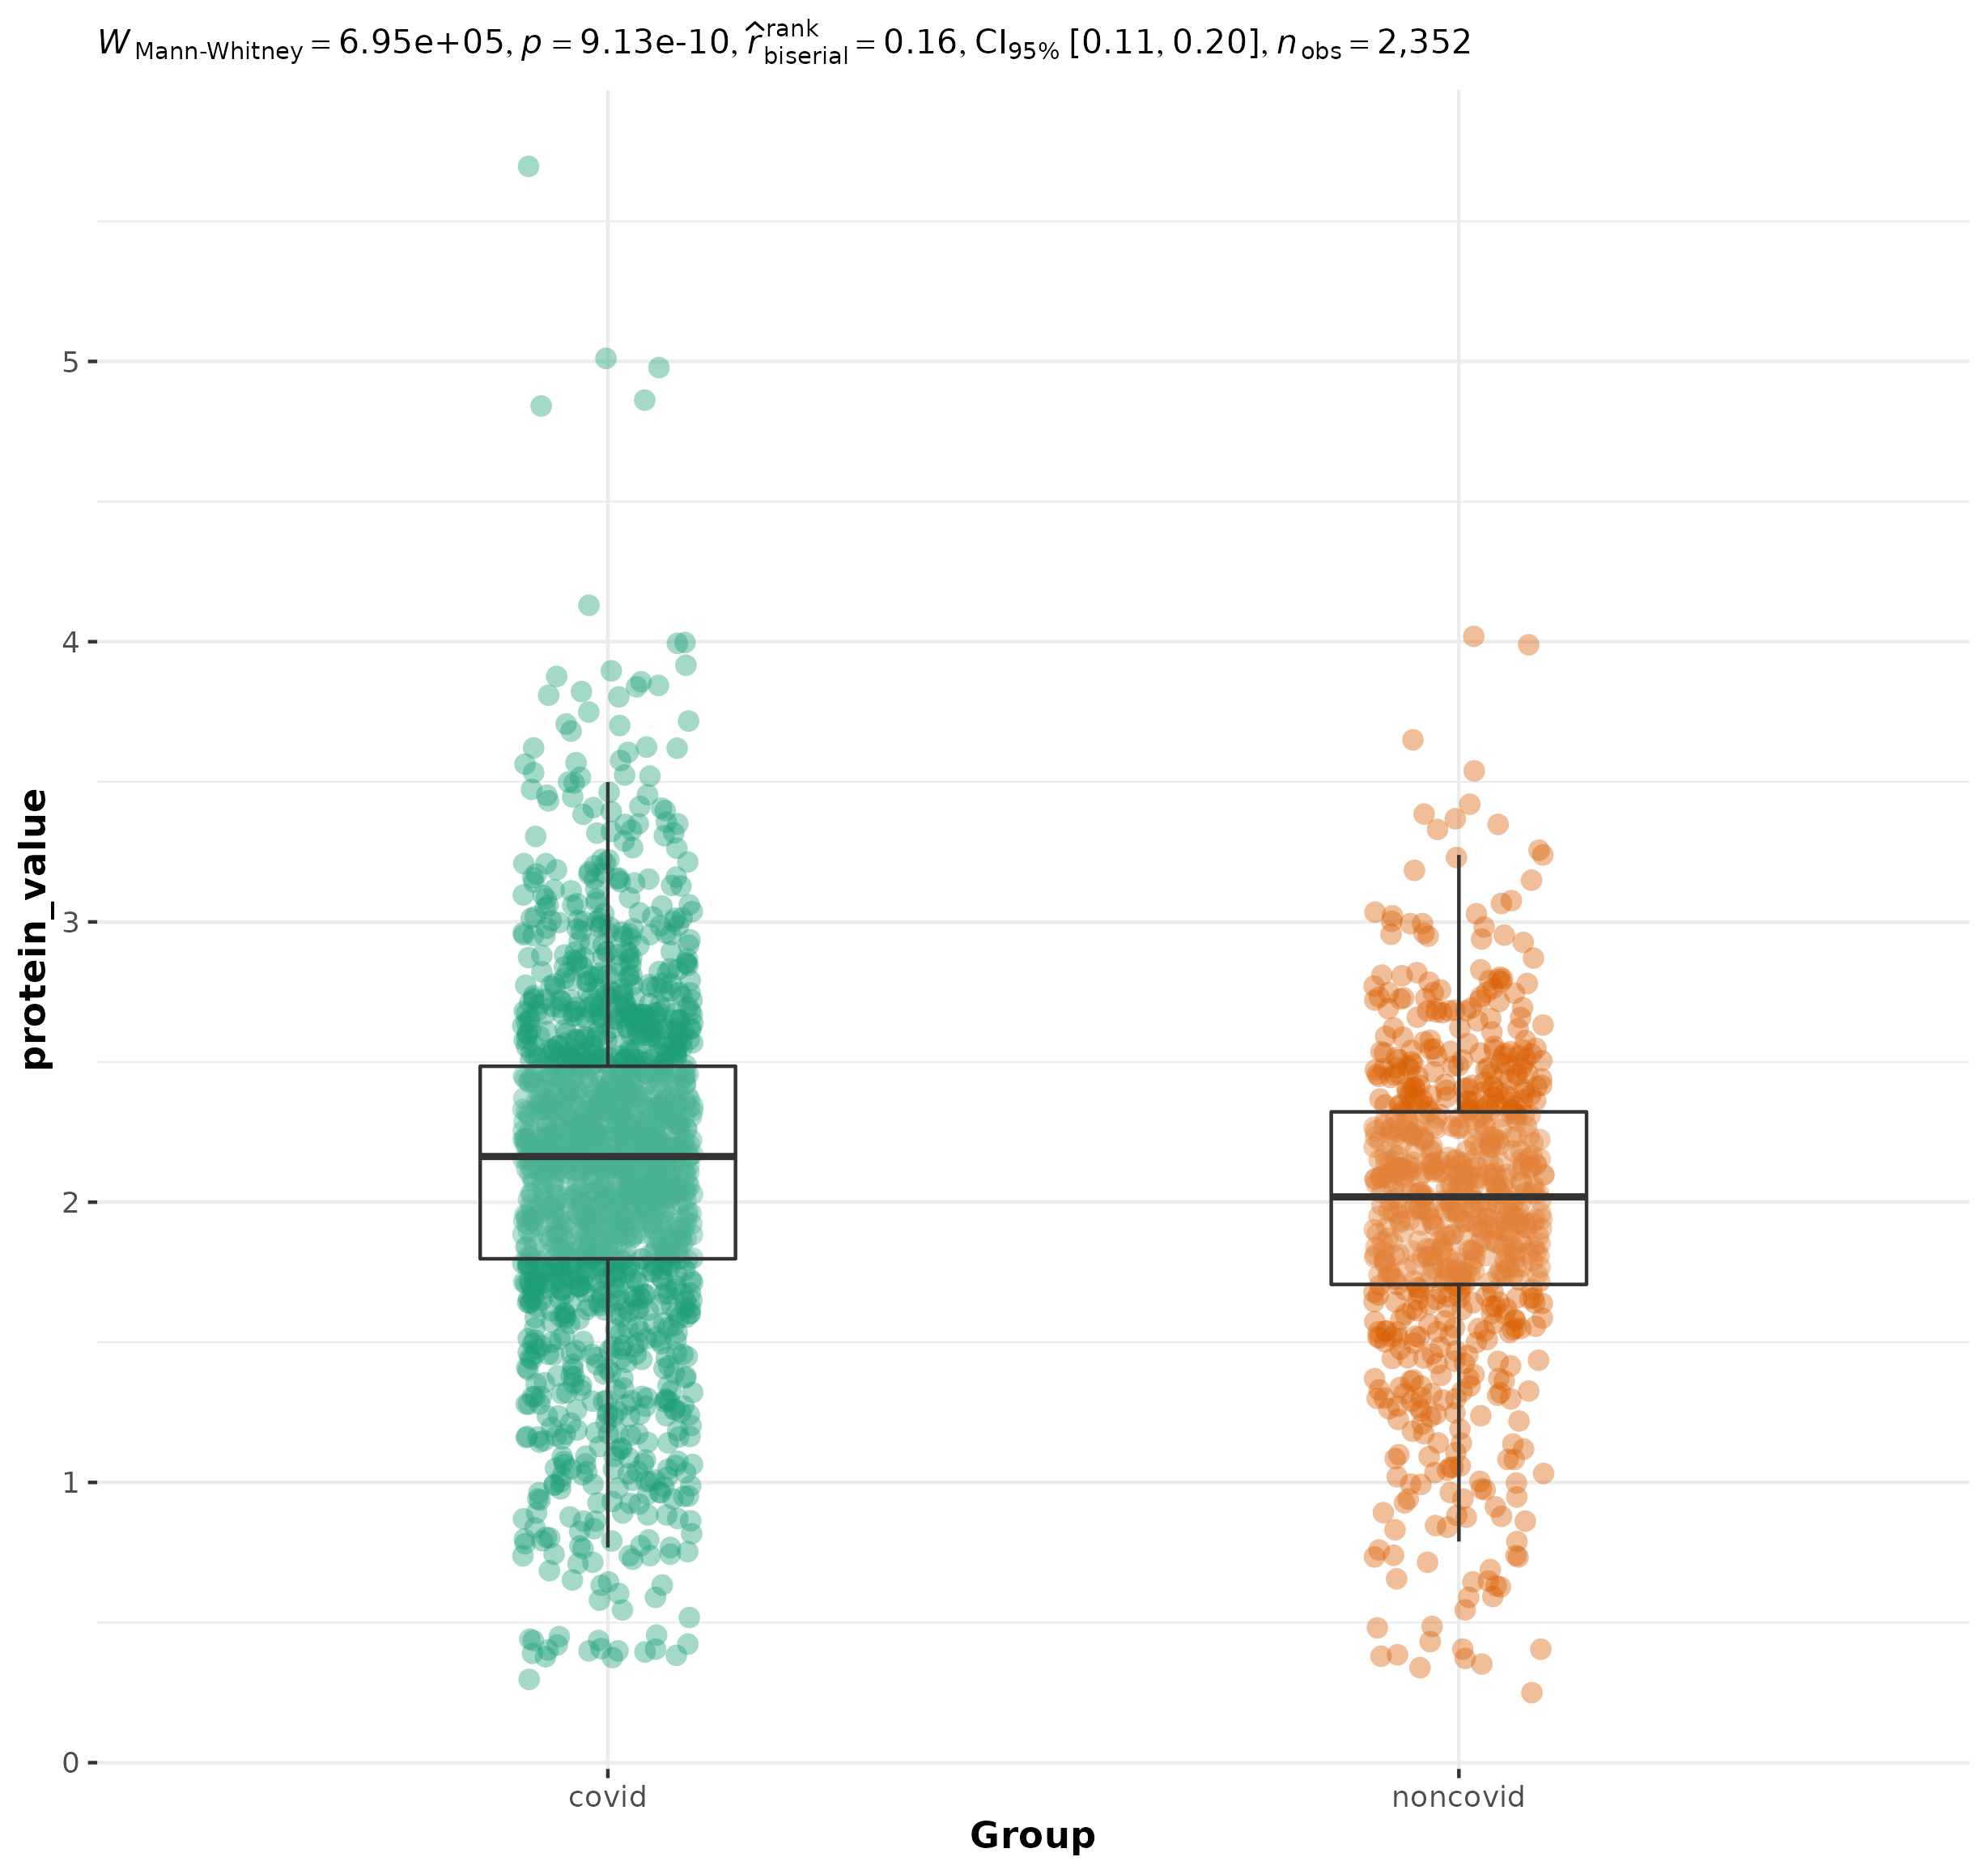 W Mann-Whitney = 6.95e+05, p = 9.13e-10, r̂ rank biserial = 0.16, CI95% [0.11, 0.20], n obs = 2,352
protein_value
5
4
3
2
1
0
covid noncovid
Group